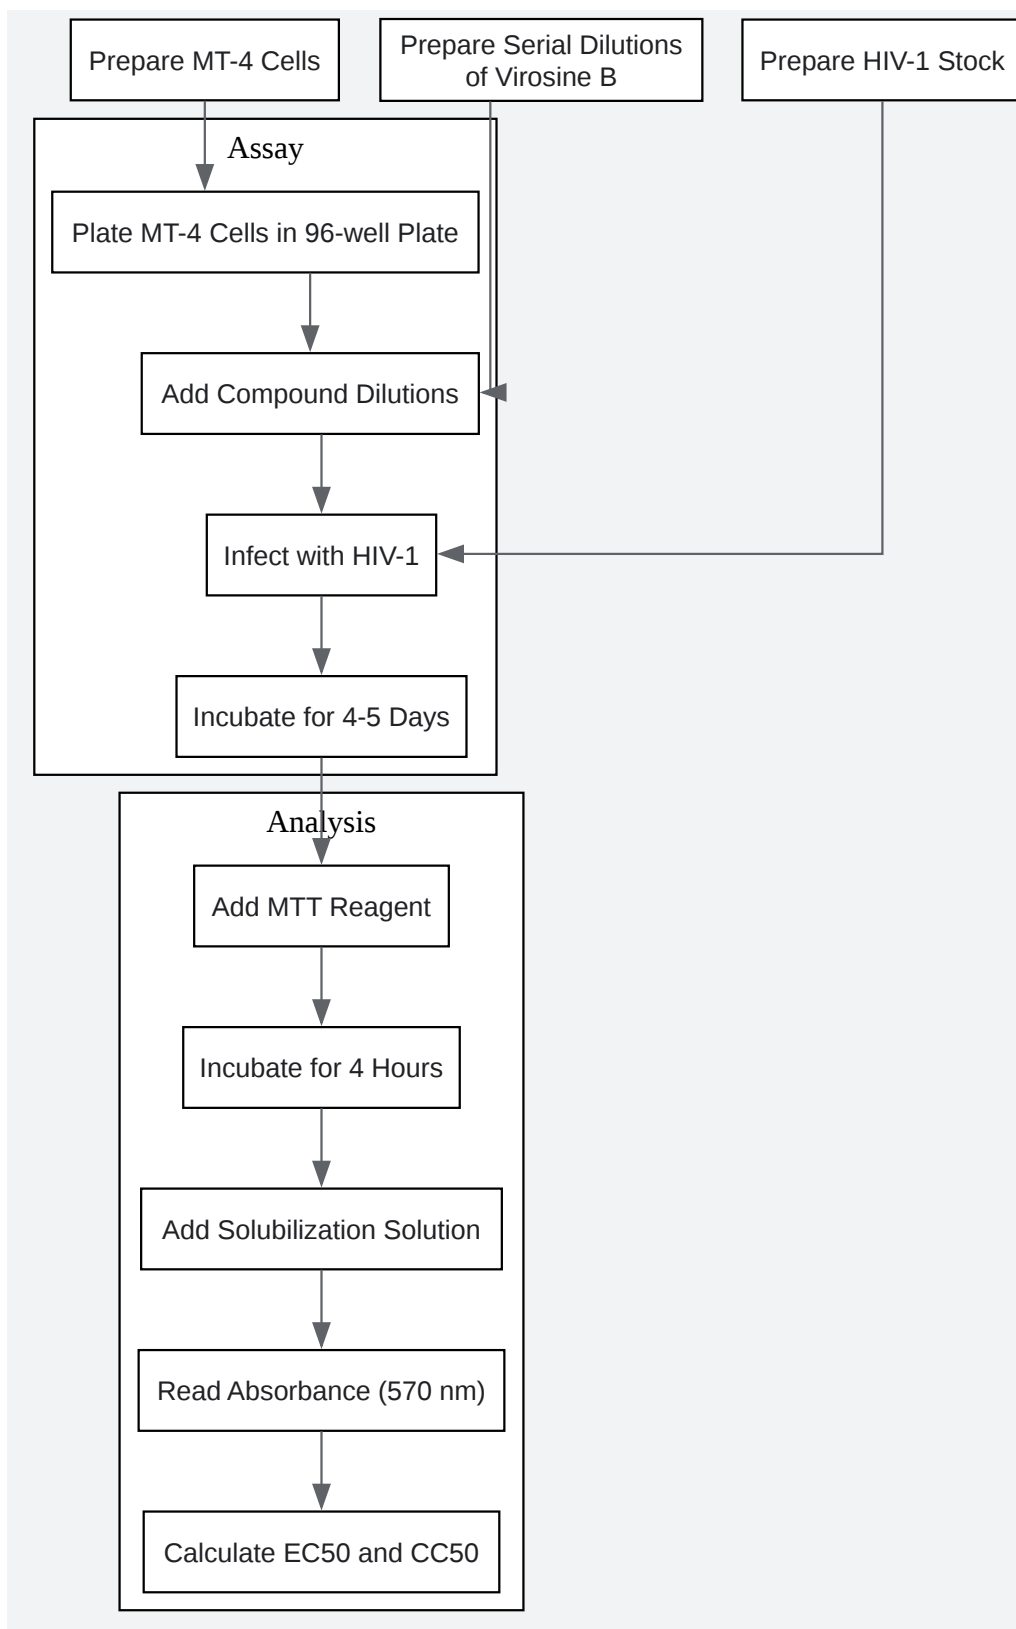 Prepare MT-4 Cells
Prepare Serial Dilutions
of Virosine B
Prepare HIV-1 Stock
Assay
Plate MT-4 Cells in 96-well Plate
Add Compound Dilutions
Infect with HIV-1
Incubate for 4-5 Days
Analysis
Add MTT Reagent
Incubate for 4 Hours
Add Solubilization Solution
Read Absorbance (570 nm)
Calculate EC50 and CC50